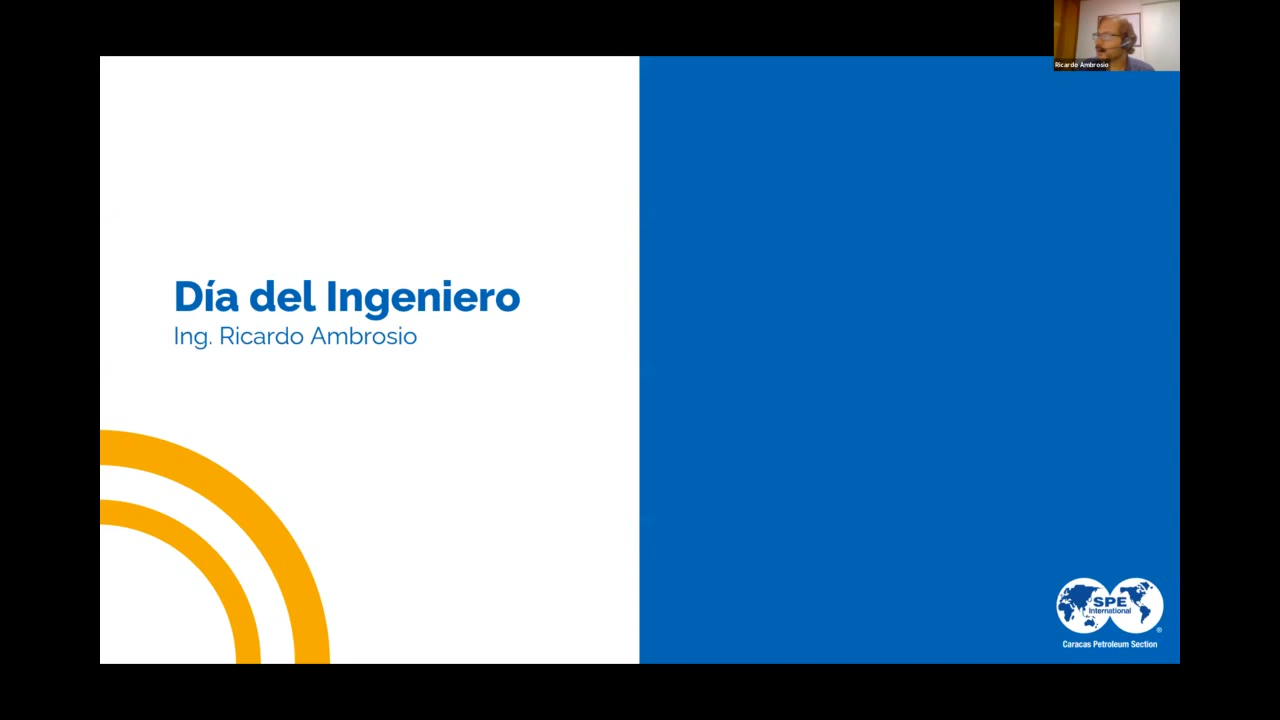 Ricardo Ambrosio
Día del Ingeniero
Ing. Ricardo Ambrosio
SPE
International
®
Caracas Petroleum Section